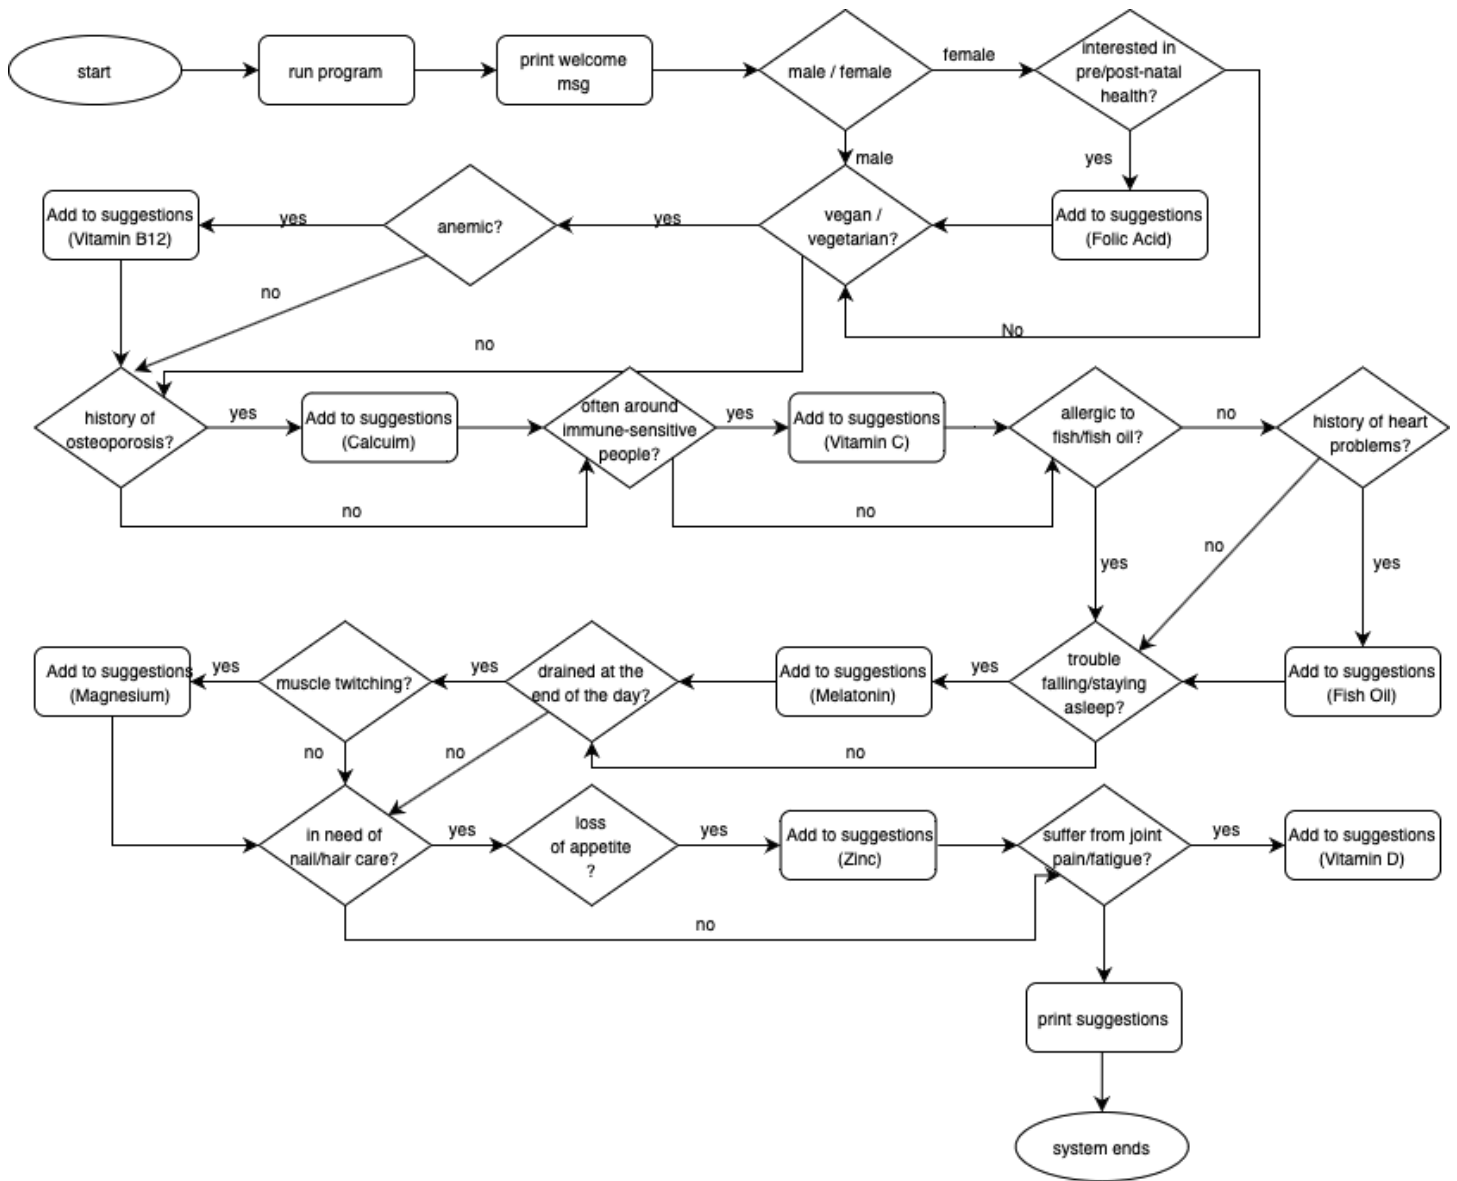 start
run program
print welcome
msg
male / female
female
interested in
pre/post-natal
health?
male
yes
Add to suggestions
(Vitamin B12)
yes
anemic?
yes
vegan /
vegetarian?
Add to suggestions
(Folic Acid)
no
No
no
history of
osteoporosis?
yes
Add to suggestions
(Calcuim)
often around
immune-sensitive
people?
yes
Add to suggestions
(Vitamin C)
allergic to
fish/fish oil?
no
history of heart
problems?
no
no
yes
no
yes
Add to suggestions
(Magnesium)
yes
muscle twitching?
yes
drained at the
end of the day?
Add to suggestions
(Melatonin)
yes
trouble
falling/staying
asleep?
Add to suggestions
(Fish Oil)
no
no
no
in need of
nail/hair care?
yes
loss
of appetite
?
yes
Add to suggestions
(Zinc)
suffer from joint
pain/fatigue?
yes
Add to suggestions
(Vitamin D)
no
print suggestions
system ends